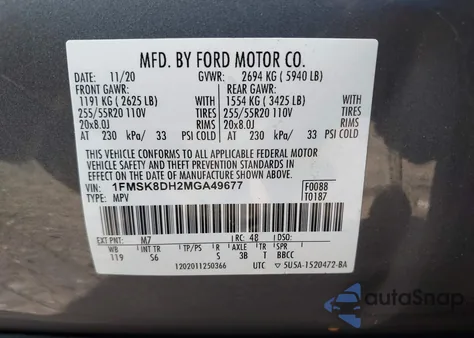 MFD. BY FORD MOTOR CO.
DATE: 11/20 GVWR: 2694 KG ( 5940 LB)
FRONT GAWR: REAR GAWR:
1191 KG ( 2625 LB) WITH 1554 KG ( 3425 LB) WITH
255/55R20 110V TIRES 255/55R20 110V TIRES
20x8.0J RIMS 20x8.0J RIMS
AT 230 kPa/ 33 PSI COLD AT 230 kPa/ 33 PSI COLD
THIS VEHICLE CONFORMS TO ALL APPLICABLE FEDERAL MOTOR
VEHICLE SAFETY AND THEFT PREVENTION STANDARDS IN EFFECT
ON THE DATE OF MANUFACTURE SHOWN ABOVE.
VIN: 1FMSK8DH2MGA49677 F0088
TYPE: MPV T0187
EXT PNT: M7 RC: 48 DSO:
WB INT TR TP/PS R AXLE TR SPR
119 S6 S 3B T BBCC
1202011250366 UTC 5USA-1520472-BA
autoSnap